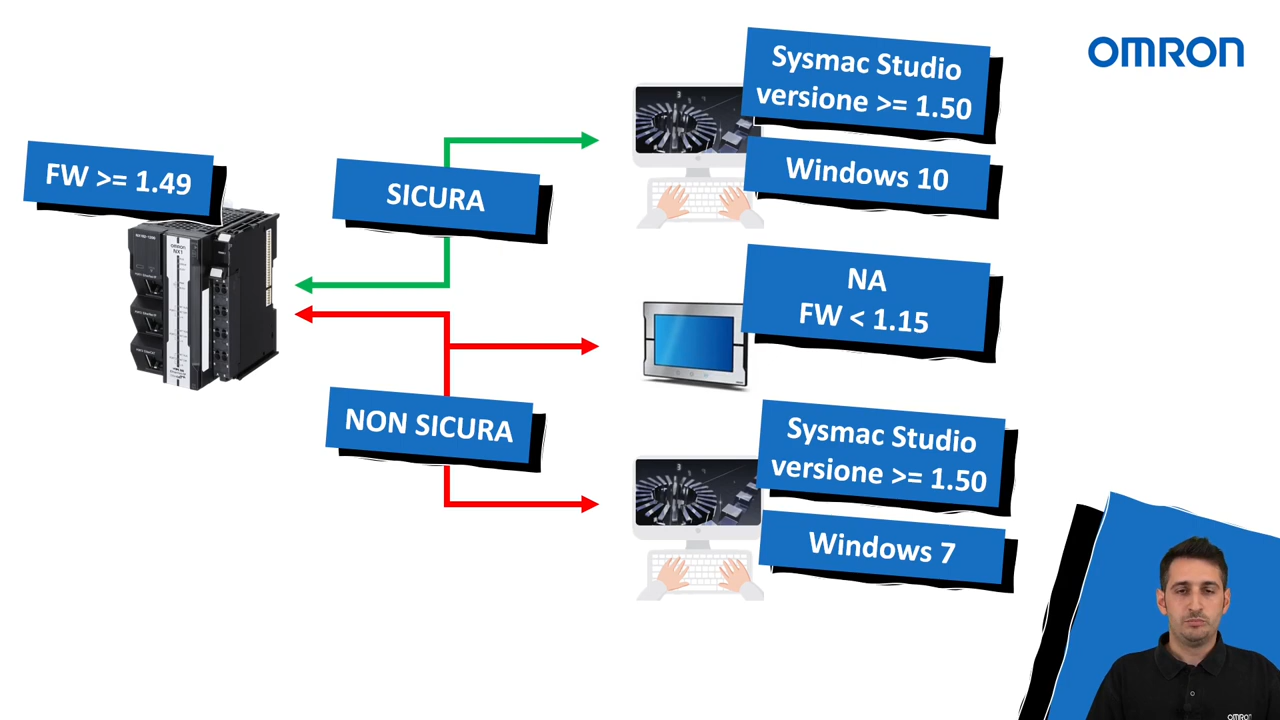 OMRON
Sysmac Studio
versione >= 1.50
Windows 10
FW >= 1.49
SICURA
NA
FW < 1.15
NON SICURA
Sysmac Studio
versione >= 1.50
Windows 7
OMRON